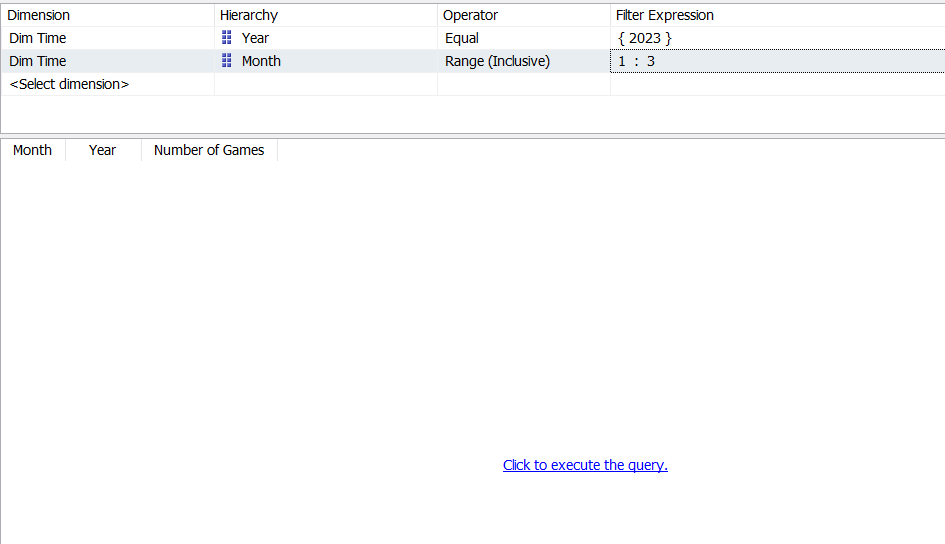 Dimension Hierarchy Operator Filter Expression
Dim Time Year Equal { 2023 }
Dim Time Month Range (Inclusive) 1 : 3
<Select dimension>
Month Year Number of Games
Click to execute the query.